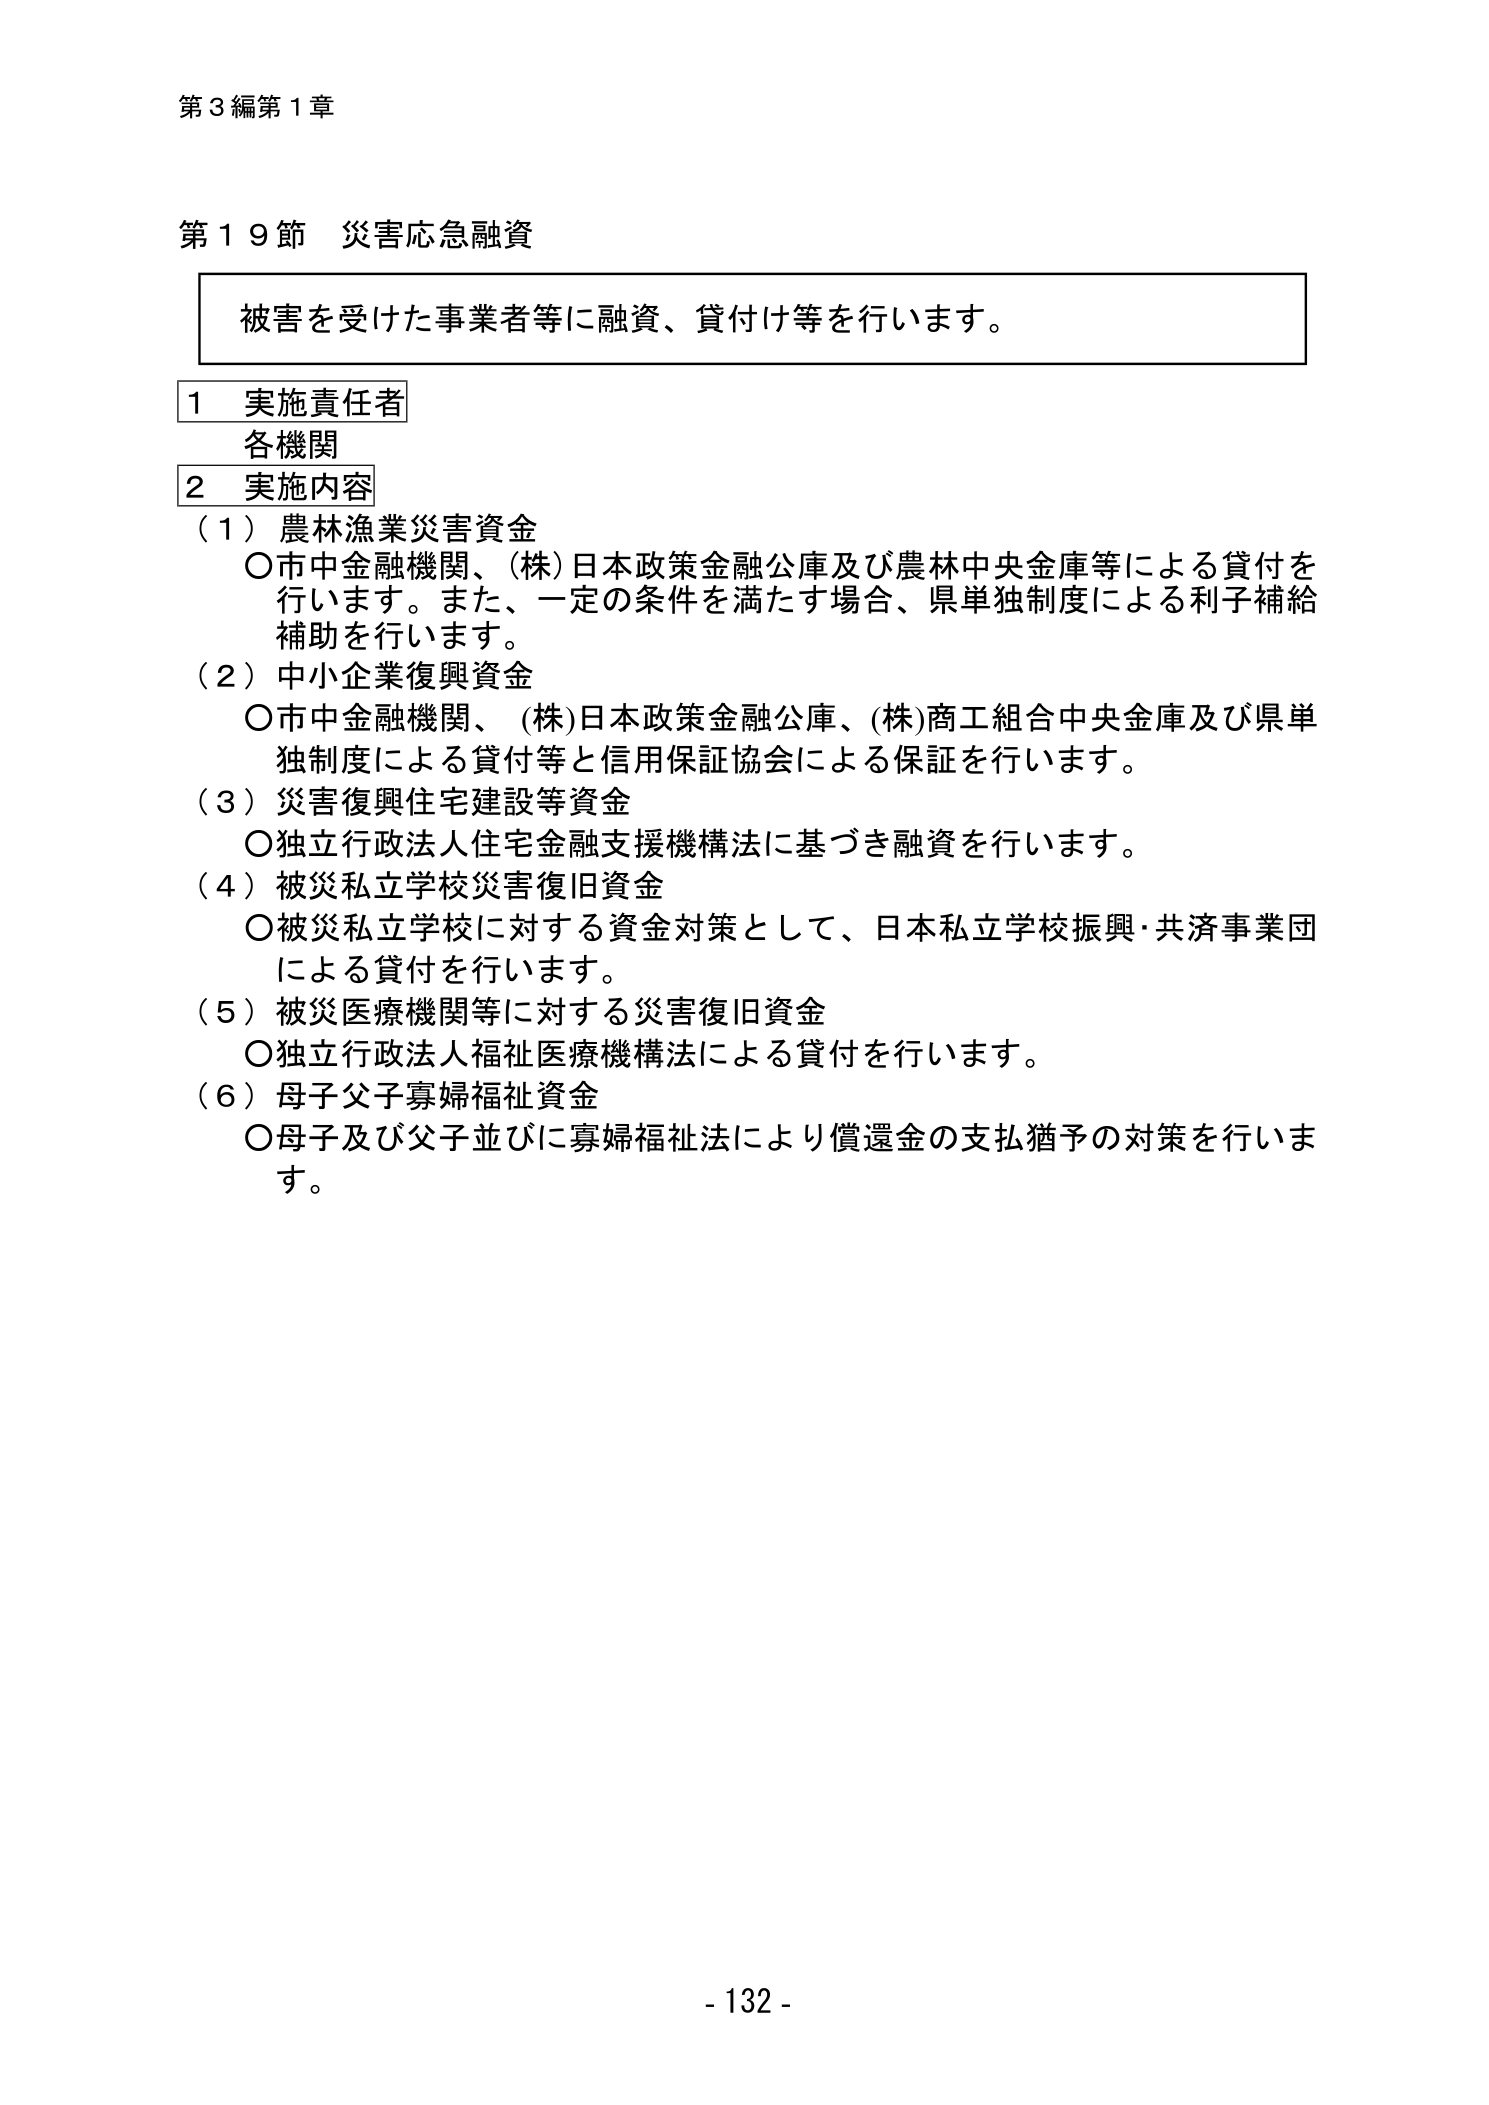 第３編第１章
第１９節　災害応急融資
被害を受けた事業者等に融資、貸付け等を行います。
１　実施責任者
各機関
２　実施内容
（１）農林漁業災害資金
○市中金融機関、(株)日本政策金融公庫及び農林中央金庫等による貸付を
行います。また、一定の条件を満たす場合、県単独制度による利子補給
補助を行います。
（２）中小企業復興資金
○市中金融機関、 (株)日本政策金融公庫、(株)商工組合中央金庫及び県単
独制度による貸付等と信用保証協会による保証を行います。
（３）災害復興住宅建設等資金
○独立行政法人住宅金融支援機構法に基づき融資を行います。
（４）被災私立学校災害復旧資金
○被災私立学校に対する資金対策として、日本私立学校振興･共済事業団
による貸付を行います。
（５）被災医療機関等に対する災害復旧資金
○独立行政法人福祉医療機構法による貸付を行います。
（６）母子父子寡婦福祉資金
○母子及び父子並びに寡婦福祉法により償還金の支払猶予の対策を行いま
す。
- 132 -